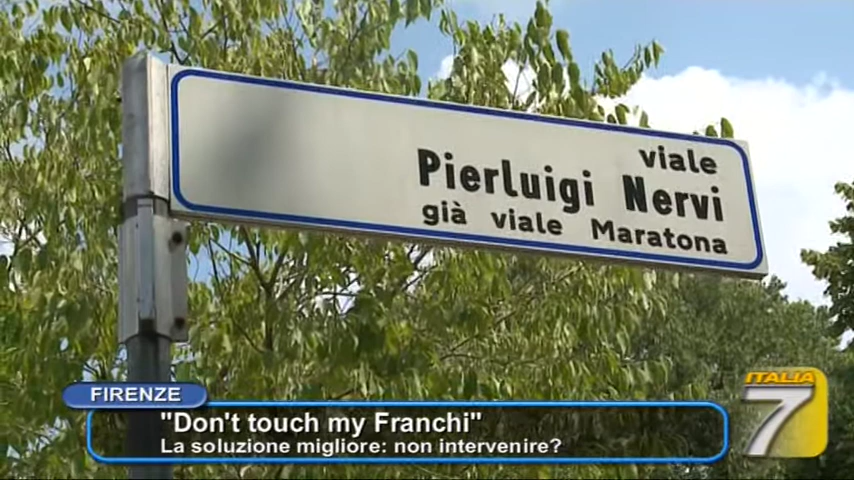 viale
Pierluigi Nervi
già viale Maratona
FIRENZE
"Don't touch my Franchi"
La soluzione migliore: non intervenire?
ITALIA
7